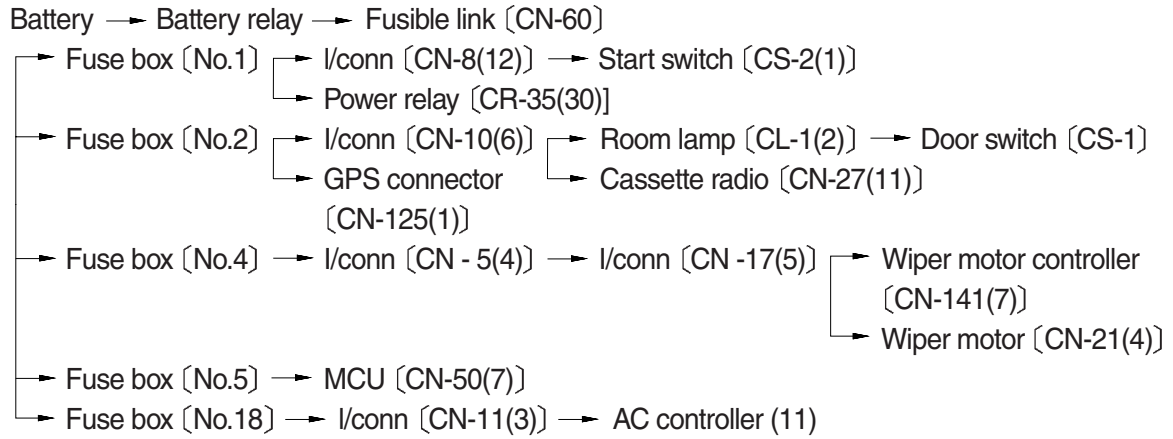 Battery → Battery relay → Fusible link〔CN-60〕
Fuse box〔No.1〕 I/conn〔CN-8(12)〕 → Start switch〔CS-2(1)〕
Power relay〔CR-35(30)]
Fuse box〔No.2〕 I/conn〔CN-10(6)〕 Room lamp〔CL-1(2)〕 → Door switch〔CS-1〕
GPS connector Cassette radio〔CN-27(11)〕
〔CN-125(1)〕
Fuse box〔No.4〕 → I/conn〔CN - 5(4)〕 → I/conn〔CN -17(5)〕 Wiper motor controller
〔CN-141(7)〕
Wiper motor〔CN-21(4)〕
Fuse box〔No.5〕 → MCU〔CN-50(7)〕
Fuse box〔No.18〕 → I/conn〔CN-11(3)〕 → AC controller (11)